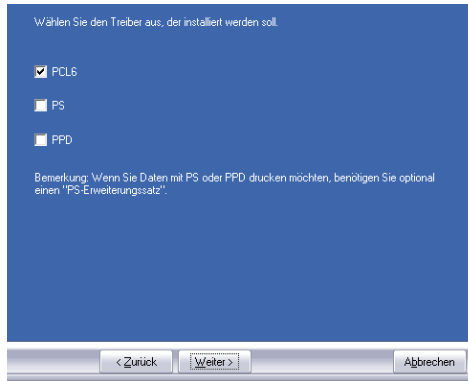 Wählen Sie den Treiber aus, der installiert werden soll.
PCL6
PS
PPD
Bemerkung: Wenn Sie Daten mit PS oder PPD drucken möchten, benötigen Sie optional
einen "PS-Erweiterungssatz".
< Zurück Weiter > Abbrechen